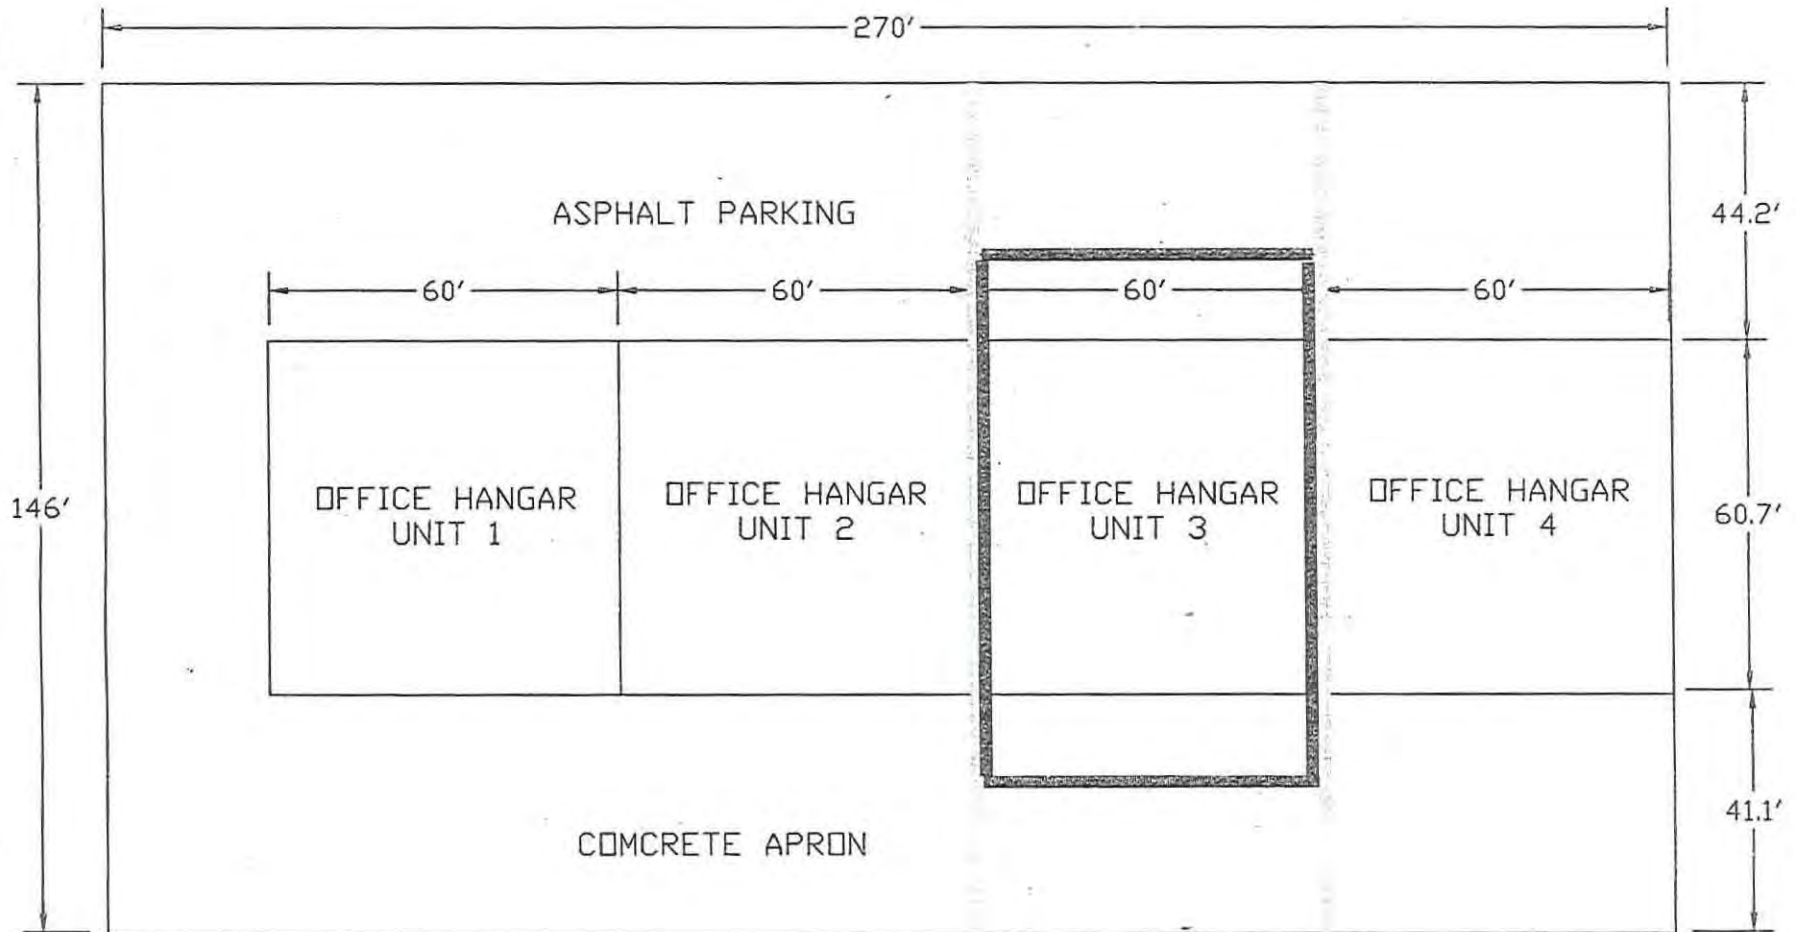 270'
44.2'
ASPHALT PARKING
60'
60'
60'
60'
146'
OFFICE HANGAR
UNIT 1
OFFICE HANGAR
UNIT 2
OFFICE HANGAR
UNIT 3
OFFICE HANGAR
UNIT 4
60.7'
41.1'
COMCRETE APRON